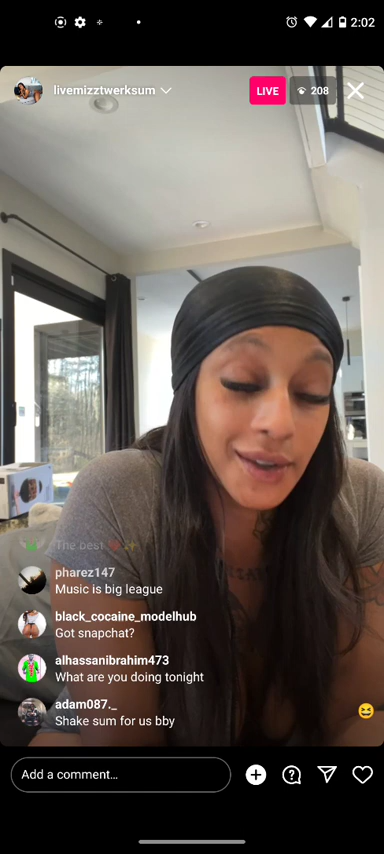 2:02
livemizztwerksum
LIVE
208
The best
pharez147
Music is big league
black_cocaine_modelhub
Got snapchat?
alhassanibrahim473
What are you doing tonight
adam087._
Shake sum for us bby
Add a comment...